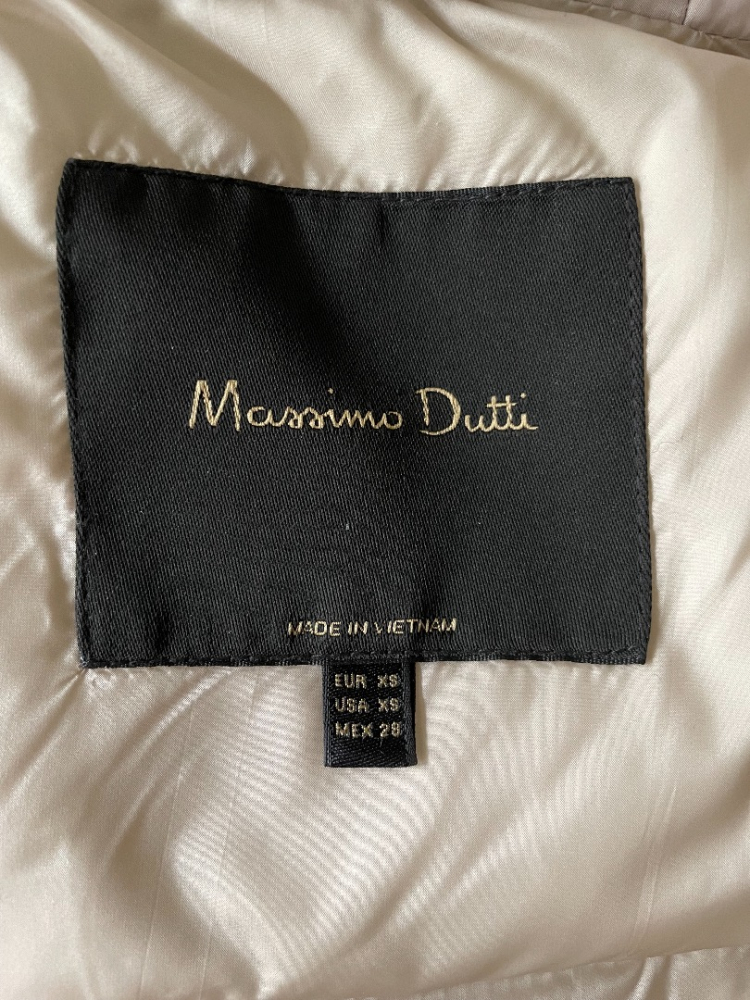 Massimo Dutti
MADE IN VIETNAM
EUR XS
USA XS
MEX 28